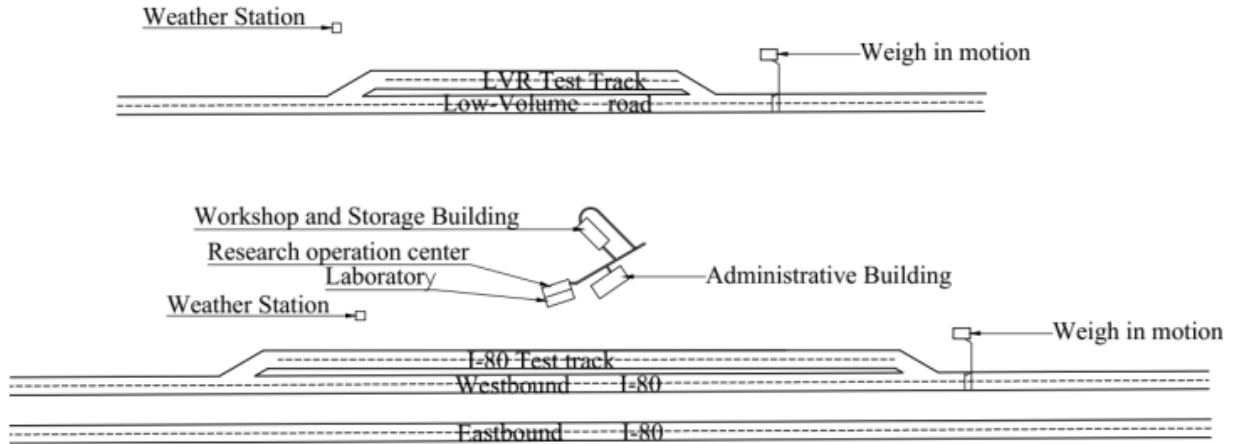 Weather Station
Weigh in motion
LVR Test Track
Low-Volume road
Workshop and Storage Building
Research operation center
Laboratory
Administrative Building
Weather Station
Weigh in motion
I-80 Test track
Westbound I-80
Eastbound I-80